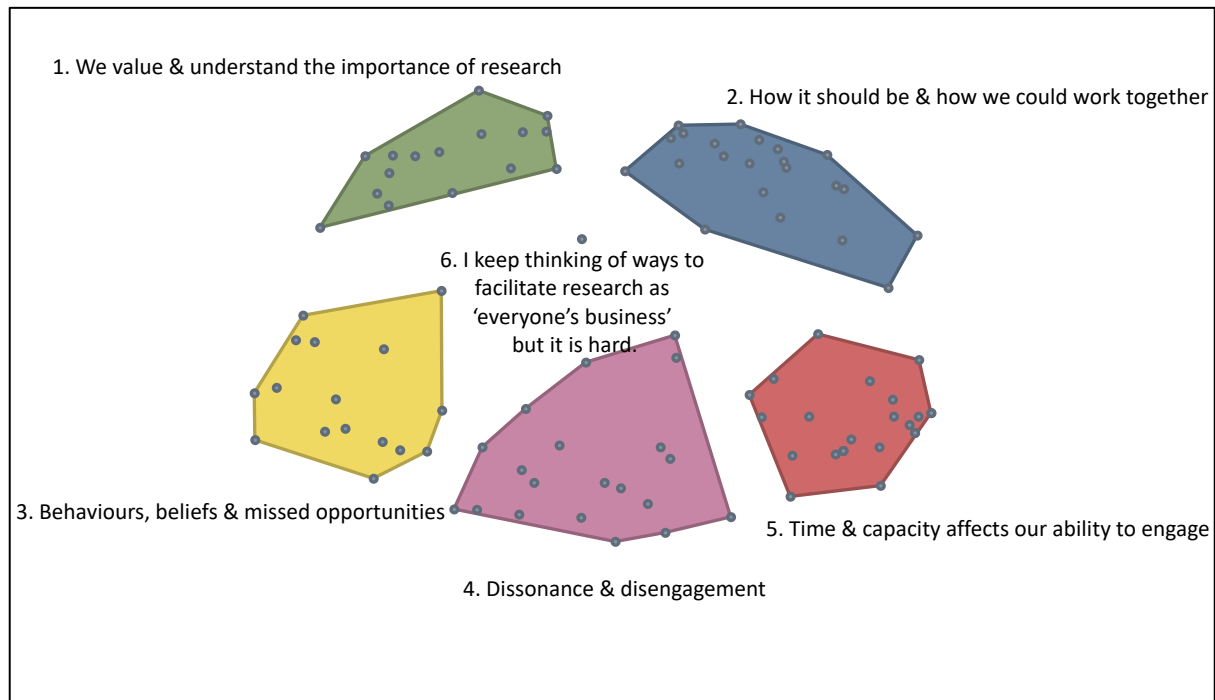 1. We value & understand the importance of research
2. How it should be & how we could work together
6. I keep thinking of ways to
facilitate research as
‘everyone’s business’
but it is hard.
3. Behaviours, beliefs & missed opportunities
5. Time & capacity affects our ability to engage
4. Dissonance & disengagement